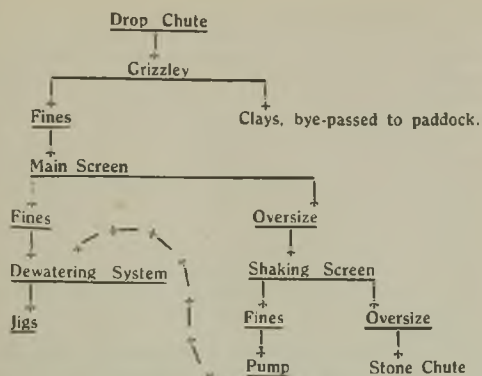 Drop Chute
Grizzley
Fines
Clays, bye-passed to paddock.
Main Screen
Fines
Oversize
Dewatering System
Shaking Screen
Jigs
Fines
Oversize
Pump
Stone Chute